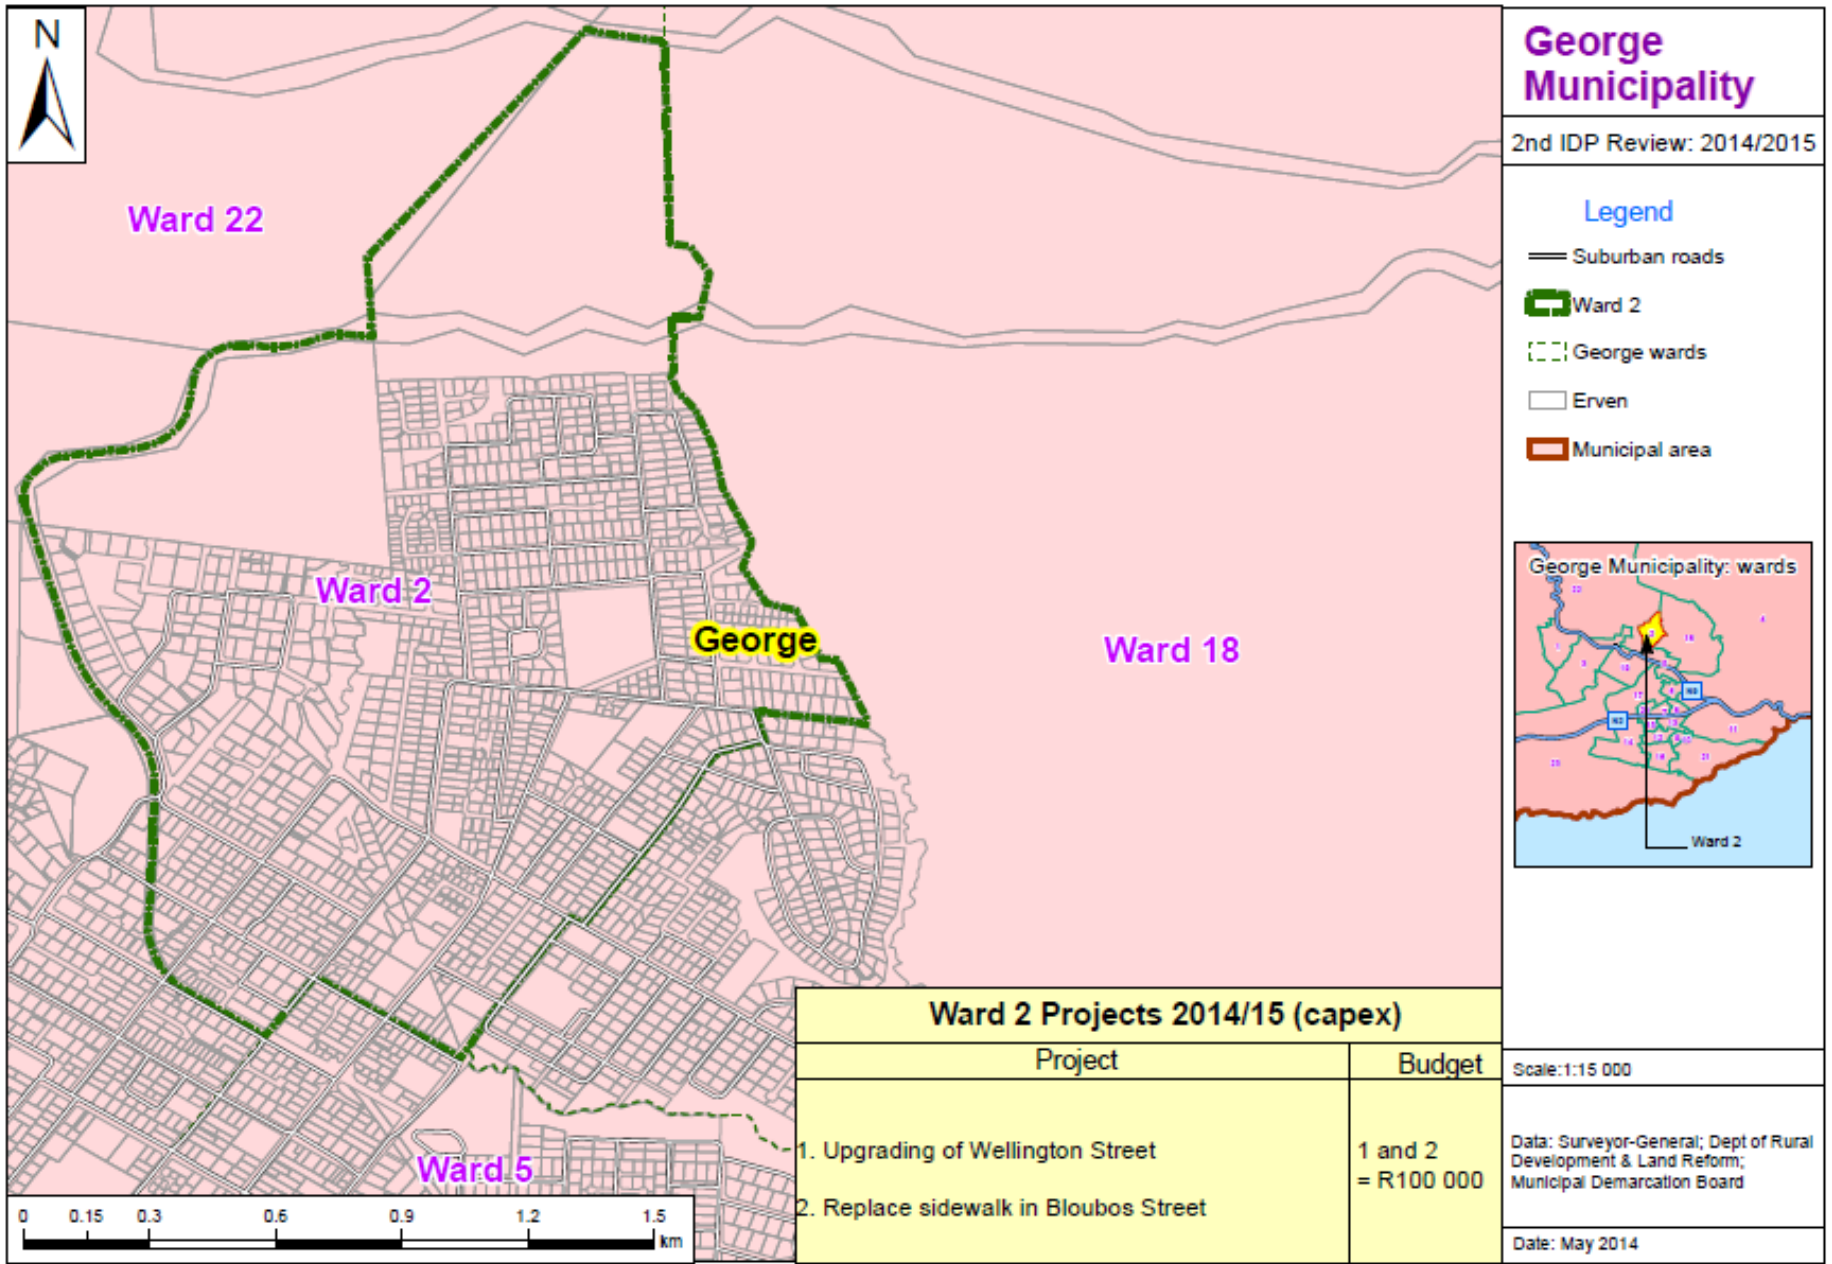 N
Ward 22
Ward 2
George
Ward 18
Ward 5
0 0.15 0.3 0.6 0.9 1.2 1.5
km
Ward 2 Projects 2014/15 (capex)
Project Budget
1. Upgrading of Wellington Street
2. Replace sidewalk in Bloubos Street
1 and 2
= R100 000
George
Municipality
2nd IDP Review: 2014/2015
Legend
Suburban roads
Ward 2
George wards
Erven
Municipal area
George Municipality: wards
Ward 2
Scale:1:15 000
Data: Surveyor-General; Dept of Rural
Development & Land Reform;
Municipal Demarcation Board
Date: May 2014